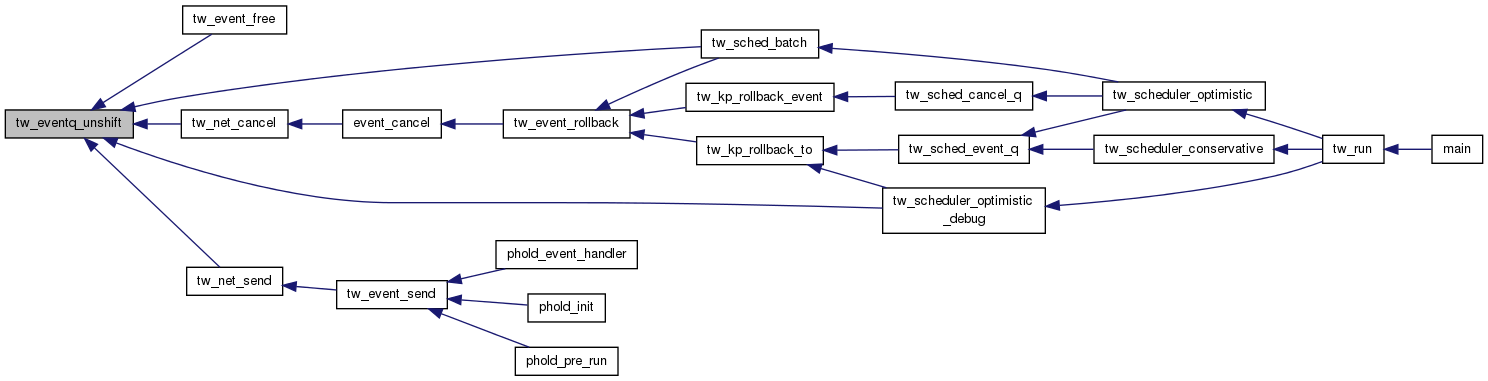 tw_event_free
tw_sched_batch
tw_kp_rollback_event
tw_sched_cancel_q
tw_scheduler_optimistic
tw_eventq_unshift
tw_net_cancel
event_cancel
tw_event_rollback
tw_kp_rollback_to
tw_sched_event_q
tw_scheduler_conservative
tw_run
main
tw_scheduler_optimistic
_debug
phold_event_handler
tw_net_send
tw_event_send
phold_init
phold_pre_run